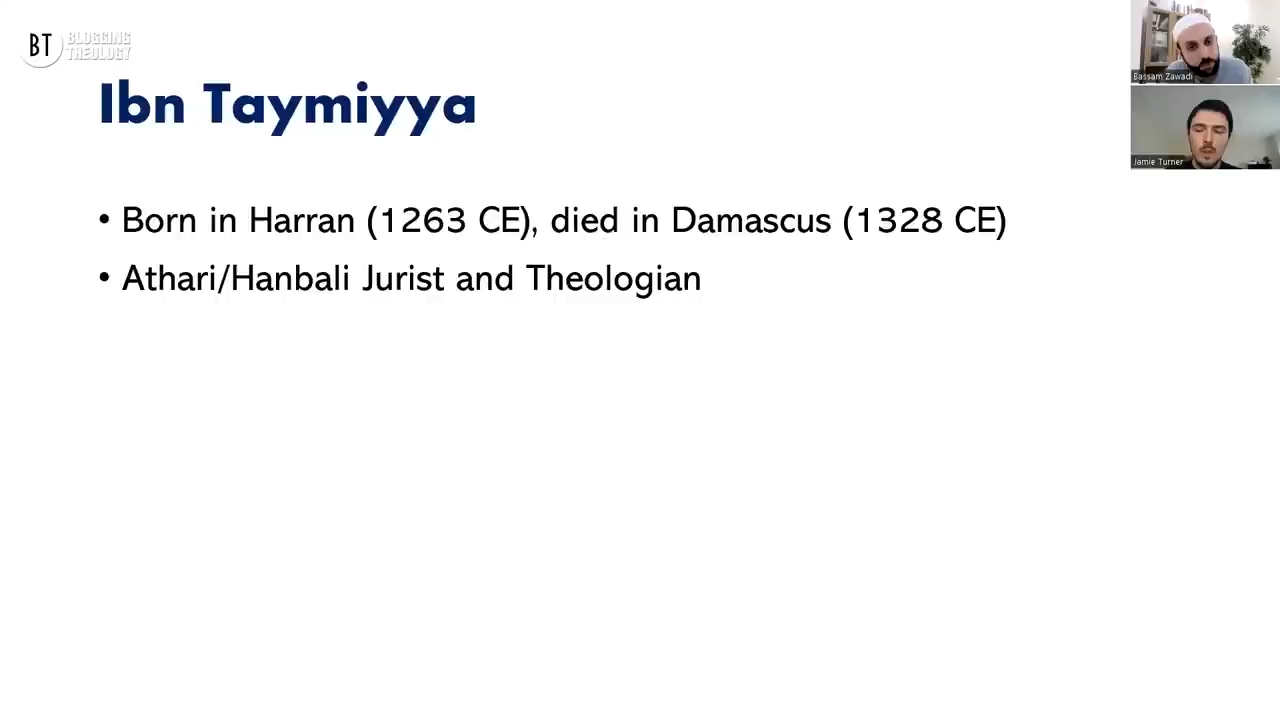 BT BLOGGING
THEOLOGY
Ibn Taymiyya
• Born in Harran (1263 CE), died in Damascus (1328 CE)
• Athari/Hanbali Jurist and Theologian
Bassam Zawadi
Jamie Turner